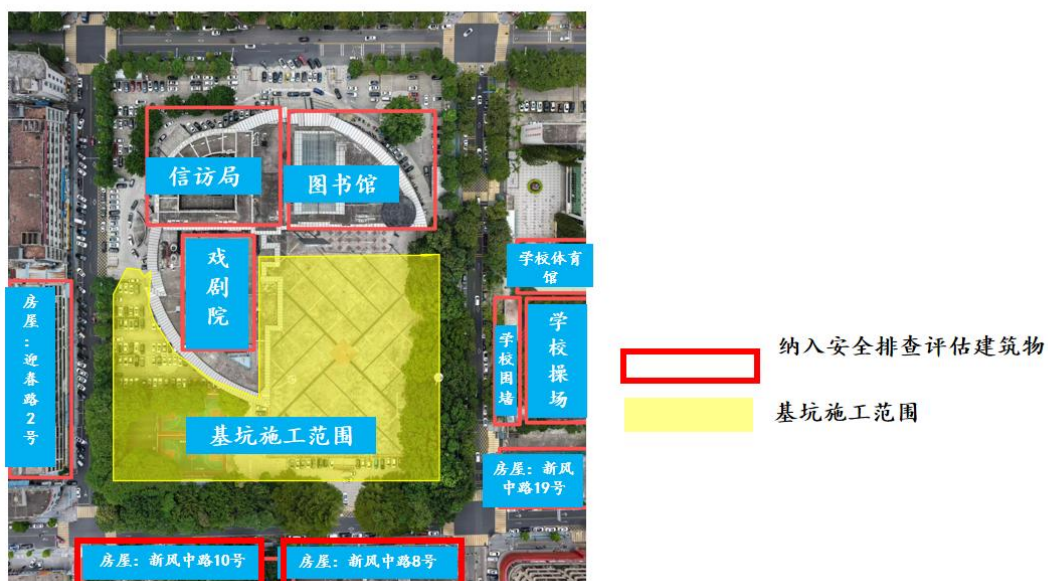 信访局
图书馆
戏
剧
院
学校体育
馆
房
屋
：
迎
春
路
2
号
学
校
围
墙
学
校
操
场
纳入安全排查评估建筑物
基坑施工范围
基坑施工范围
房屋：新风
中路19号
房屋：新风中路10号
房屋：新风中路8号